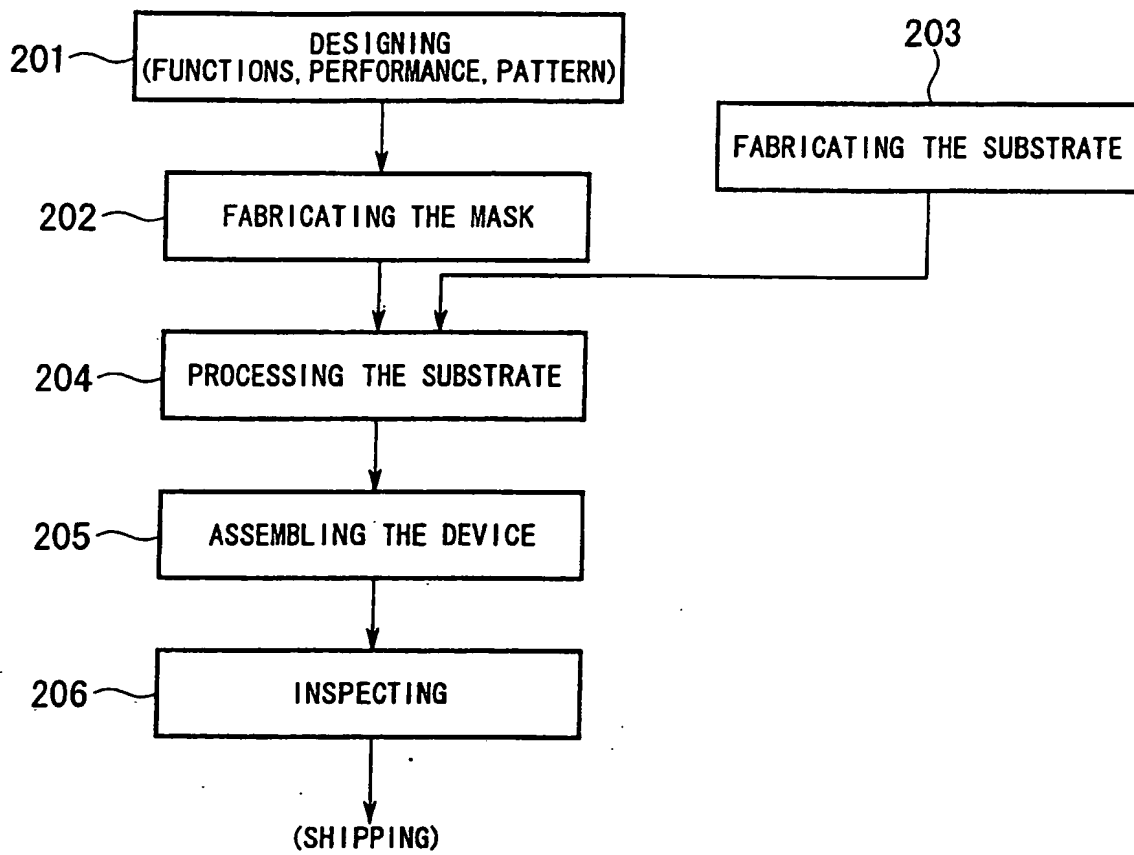 201
DESIGNING
(FUNCTIONS, PERFORMANCE, PATTERN)
203
FABRICATING THE SUBSTRATE
202
FABRICATING THE MASK
204
PROCESSING THE SUBSTRATE
205
ASSEMBLING THE DEVICE
206
INSPECTING
(SHIPPING)